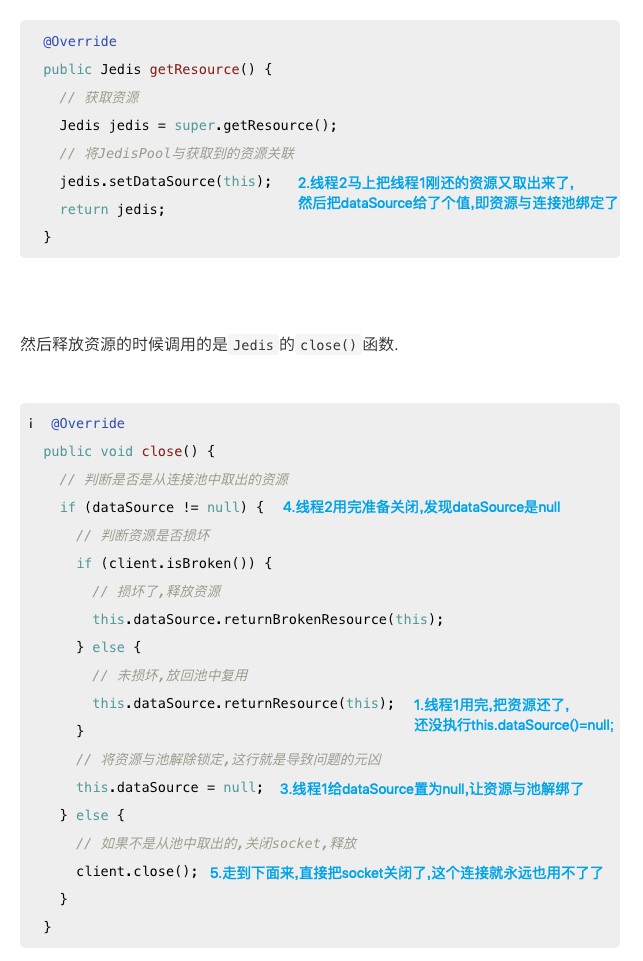 @Override
public Jedis getResource() {
// 获取资源
Jedis jedis = super.getResource();
// 将JedisPool与获取到的资源关联
jedis.setDataSource(this); 2.线程2马上把线程1刚还的资源又取出来了,
然后把dataSource给了个值,即资源与连接池绑定了
return jedis;
}
然后释放资源的时候调用的是 Jedis 的 close() 函数.
i @Override
public void close() {
// 判断是否是从连接池中取出的资源
if (dataSource != null) { 4.线程2用完准备关闭,发现dataSource是null
// 判断资源是否损坏
if (client.isBroken()) {
// 损坏了,释放资源
this.dataSource.returnBrokenResource(this);
} else {
// 未损坏,放回池中复用
this.dataSource.returnResource(this); 1.线程1用完,把资源还了,
还没执行this.dataSource()=null;
}
// 将资源与池解除锁定,这行就是导致问题的元凶
this.dataSource = null; 3.线程1给dataSource置为null,让资源与池解绑了
} else {
// 如果不是从池中取出的,关闭socket,释放
client.close(); 5.走到下面来,直接把socket关闭了,这个连接就永远也用不了了
}
}